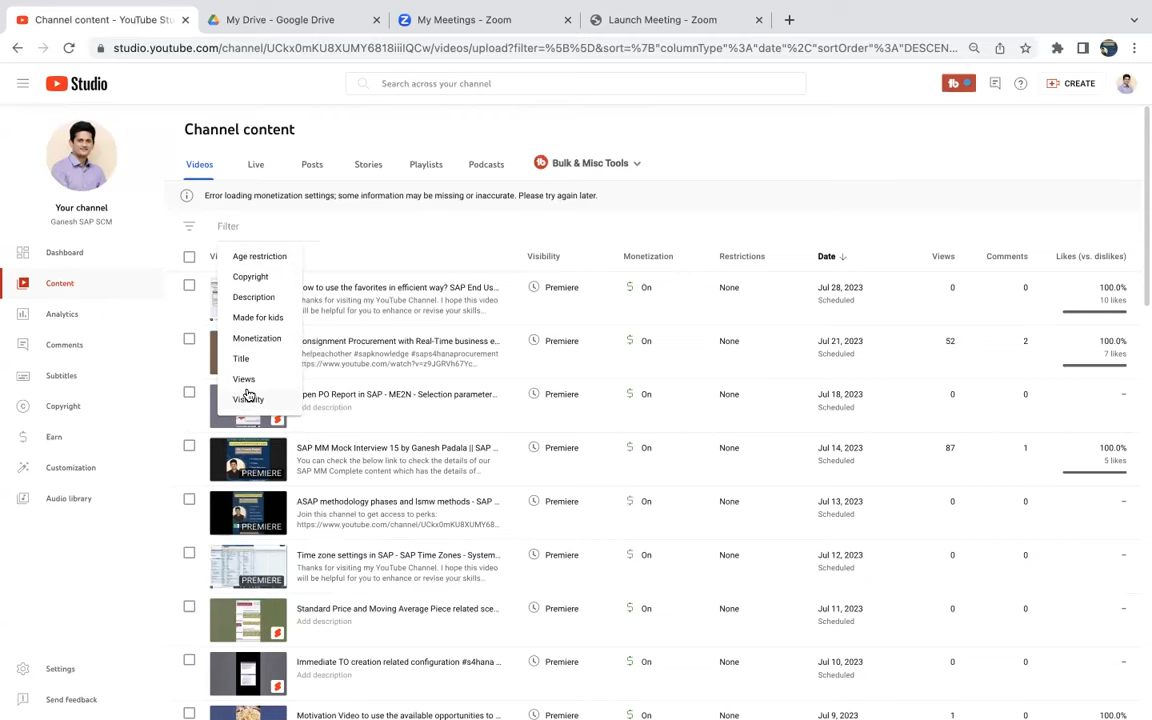 Content - YouTube Stu
My Drive - Google Drive
My Meetings - Zoom
Launch Meeting - Zoom
studio.youtube.com/channel/UCkx0mKU8XUMY6818iiiIQCw/videos/upload?filter=%5B%5D&sort=%7B"columnType"%3A"date"%2C"sortOrder"%3A"DESCEN...
Studio
Search across your channel
CREATE
Channel content
Videos Live Posts Stories Playlists Podcasts Bulk & Misc Tools
Error loading monetization settings; some information may be missing or inaccurate. Please try again later.
Your channel
Ganesh SAP SCM
Dashboard
Content
Analytics
Comments
Subtitles
Copyright
Earn
Customization
Audio library
Settings
Send feedback
Filter
Age restriction
Copyright
Description
Made for kids
Monetization
Title
Views
Visibility
Visibility Monetization Restrictions Date Views Comments Likes (vs. dislikes)
ow to use the favorites in efficient way? SAP End Us... Premiere On None Jul 28, 2023 0 0 100.0%
hanks for visiting my YouTube Channel. I hope this video Scheduled 10 likes
will be helpful for you to enhance or revise your skills...
onsignment Procurement with Real-Time business e... Premiere On None Jul 21, 2023 52 2 100.0%
helpeachother #sapknowledge #saps4hanaprocurement Scheduled 7 likes
https://www.youtube.com/watch?v=z9JGRVh67Yc...
pen PO Report in SAP - ME2N - Selection parameter... Premiere On None Jul 18, 2023 0 0 –
dd description Scheduled
SAP MM Mock Interview 15 by Ganesh Padala || SAP ... Premiere On None Jul 14, 2023 87 1 100.0%
You can check the below link to check the details of our Scheduled 5 likes
SAP MM Complete content which has the details of...
PREMIERE
ASAP methodology phases and lsmw methods - SAP ... Premiere On None Jul 13, 2023 0 0 –
Join this channel to get access to perks: Scheduled
https://www.youtube.com/channel/UCkx0mKU8XUMY68...
PREMIERE
Time zone settings in SAP - SAP Time Zones - System... Premiere On None Jul 12, 2023 0 0 –
Thanks for visiting my YouTube Channel. I hope this video Scheduled
will be helpful for you to enhance or revise your skills...
PREMIERE
Standard Price and Moving Average Piece related sce... Premiere On None Jul 11, 2023 0 0 –
Add description Scheduled
Immediate TO creation related configuration #s4hana ... Premiere On None Jul 10, 2023 0 0 –
Add description Scheduled
Motivation Video to use the available opportunities to ... Premiere On None Jul 9, 2023 1 0 –